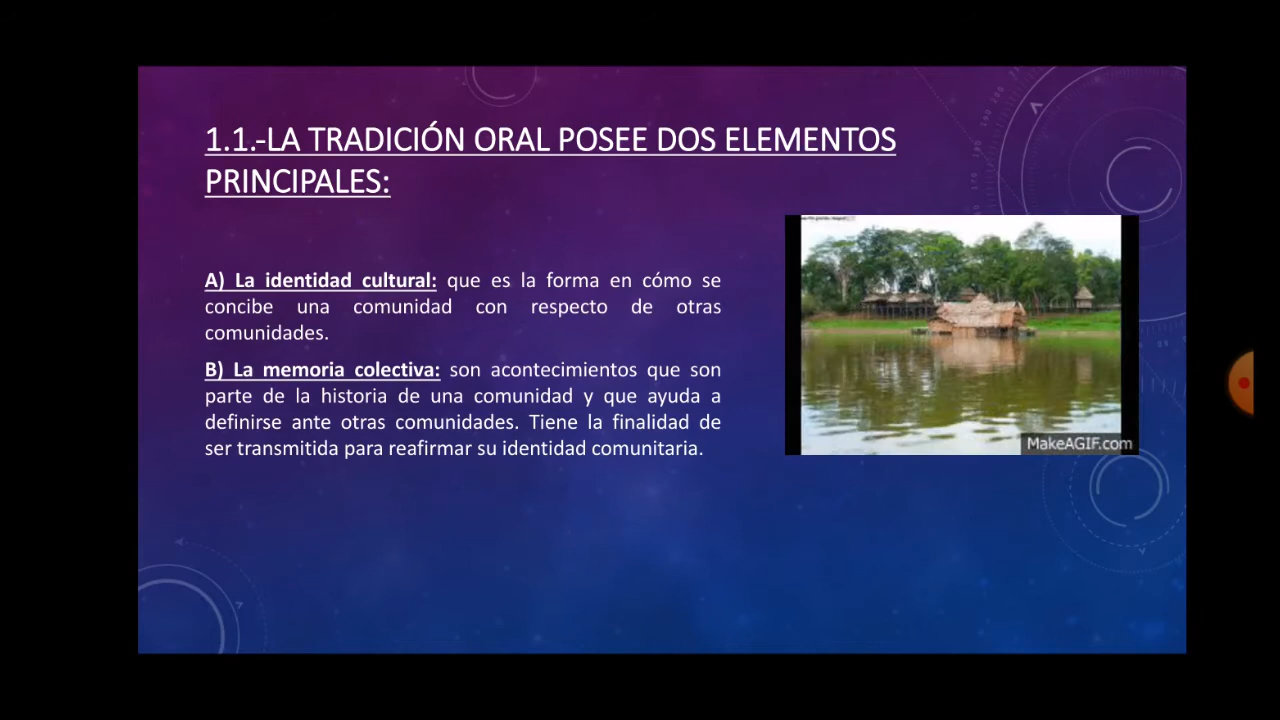 1.1.-LA TRADICIÓN ORAL POSEE DOS ELEMENTOS
PRINCIPALES:
A) La identidad cultural: que es la forma en cómo se
concibe una comunidad con respecto de otras
comunidades.
B) La memoria colectiva: son acontecimientos que son
parte de la historia de una comunidad y que ayuda a
definirse ante otras comunidades. Tiene la finalidad de
ser transmitida para reafirmar su identidad comunitaria.
MakeAGIF.com